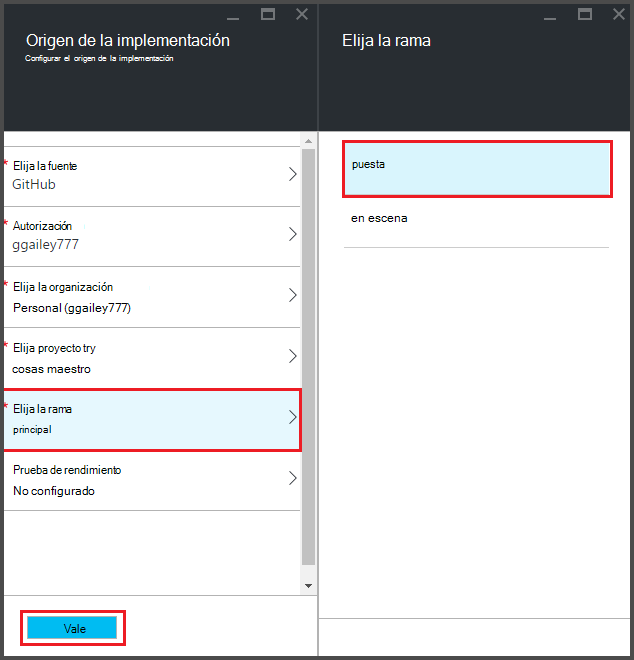 Origen de la implementación
Configurar el origen de la implementación
* Elija la fuente
GitHub
* Autorización
ggailey777
* Elija la organización
Personal (ggailey777)
* Elija proyecto try
cosas maestro
* Elija la rama
principal
Prueba de rendimiento
No configurado
Vale
Elija la rama
puesta
en escena